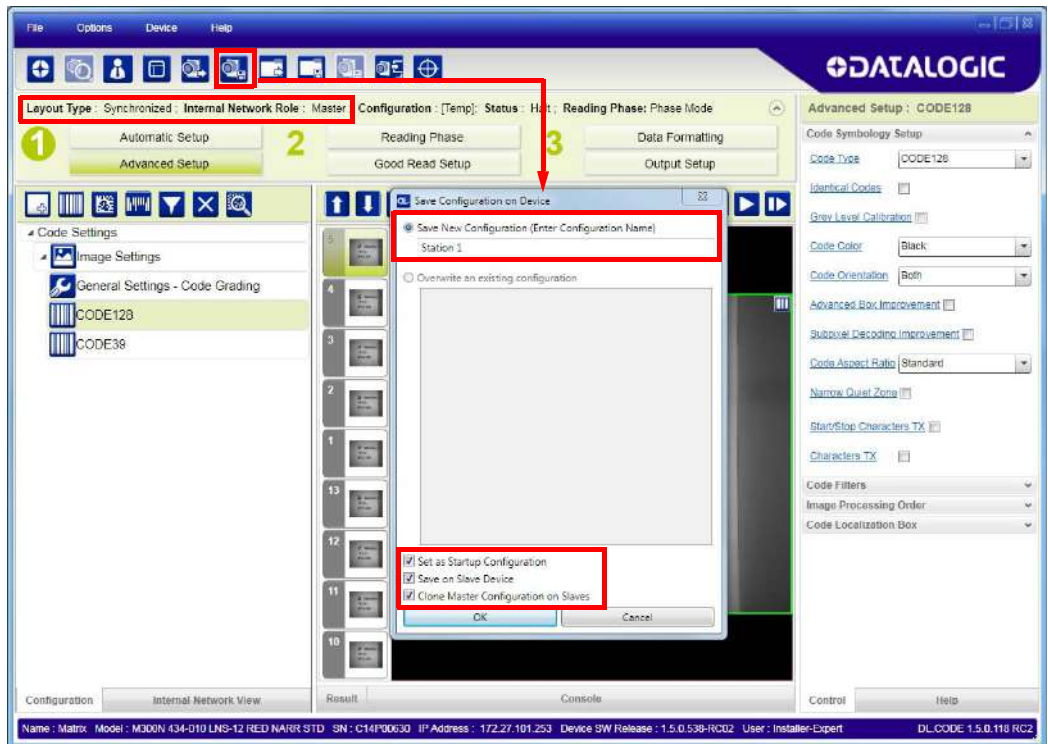 File Options Device Help
DATALOGIC
Layout Type : Synchronized ; Internal Network Role : Master Configuration : [Temp]; Status : Halt ; Reading Phase: Phase Mode
1 Automatic Setup 2 Reading Phase 3 Data Formatting
Advanced Setup Good Read Setup Output Setup
Code Settings
Image Settings
General Settings - Code Grading
CODE128
CODE39
5
4
3
2
1
13
12
11
10
Save Configuration on Device
Save New Configuration (Enter Configuration Name)
Station 1
Overwrite an existing configuration
Set as Startup Configuration
Save on Slave Device
Clone Master Configuration on Slaves
OK Cancel
Advanced Setup : CODE128
Code Symbology Setup
Code Type CODE128
Identical Codes
Grey Level Calibration
Code Color Black
Code Orientation Both
Advanced Box Improvement
Subpixel Decoding Improvement
Code Aspect Ratio Standard
Narrow Quiet Zone
Start/Stop Characters TX
Characters TX
Code Filters
Image Processing Order
Code Localization Box
Configuration Internal Network View Result Console Control Help
Name : Matrix Model : M300N 434-010 LNS-12 RED NARR STD SN : C14P00630 IP Address : 172.27.101.253 Device SW Release : 1.5.0.538-RC02 User : Installer-Expert DL.CODE 1.5.0.118 RC2